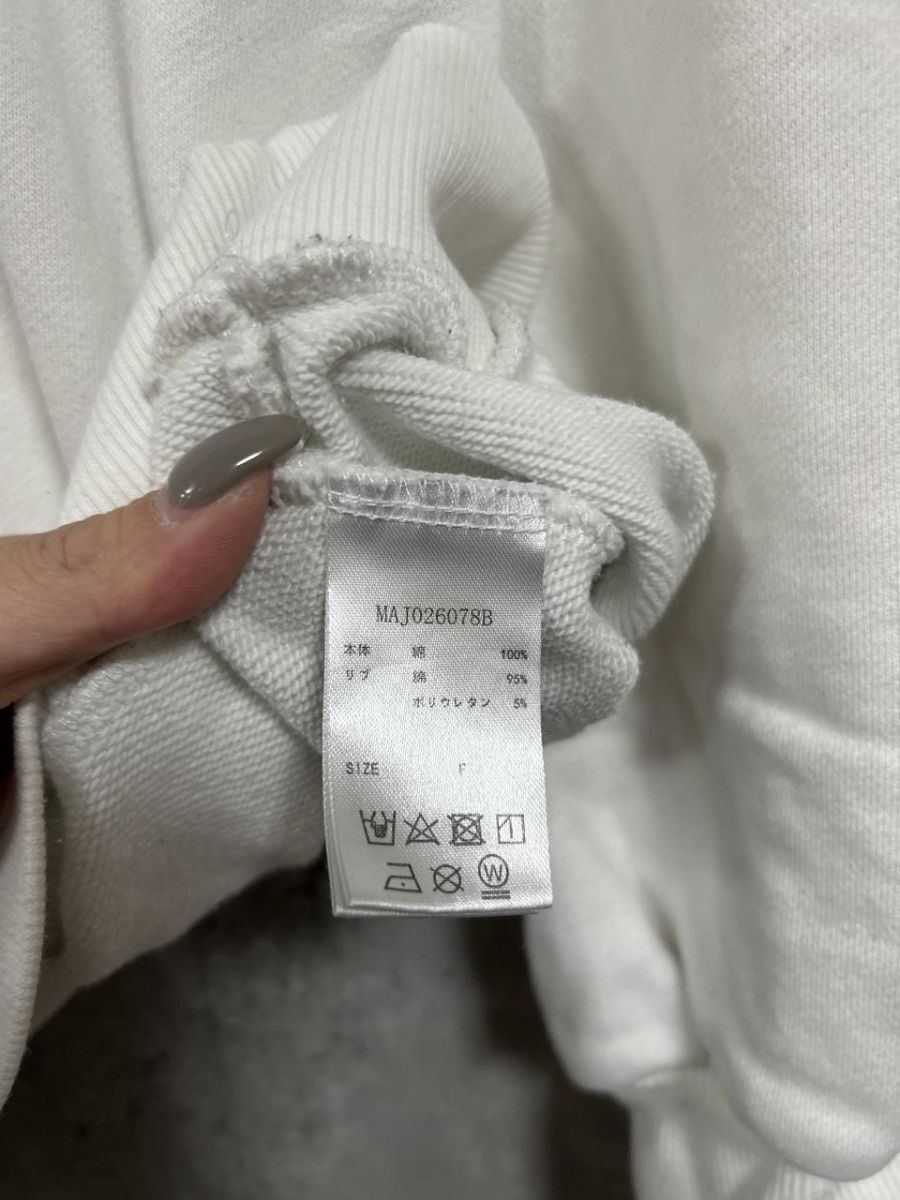 MAJ026078B
本体 綿 100%
リブ 綿 95%
ポリウレタン 5%
SIZE F
W